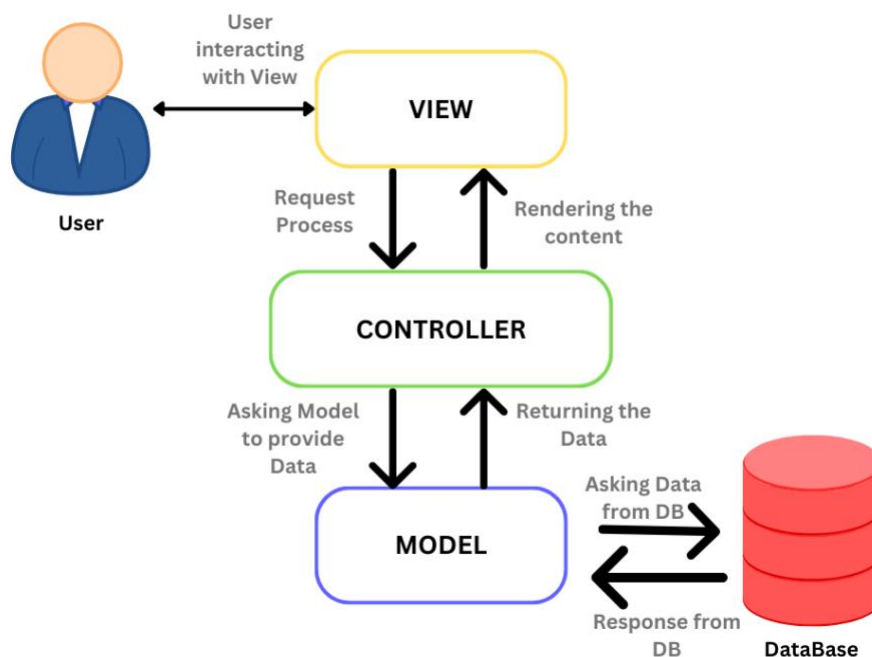 User
interacting
with View
VIEW
User
Request
Process
Rendering the
content
CONTROLLER
Asking Model
to provide
Data
Returning the
Data
MODEL
Asking Data
from DB
Response from
DB
DataBase